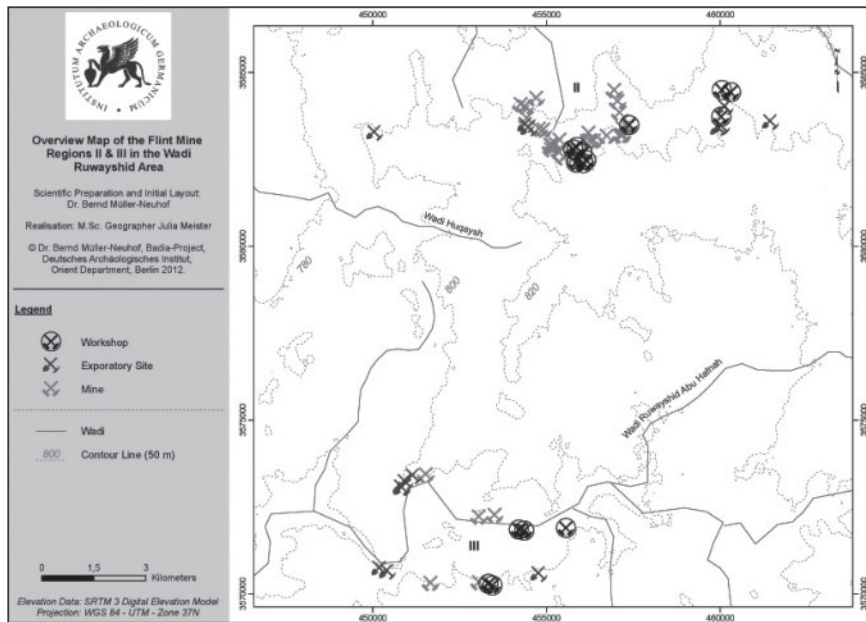 INSTITUTUM ARCHAEOLOGICUM GERMANICUM
Overview Map of the Flint Mine
Regions II & III in the Wadi
Ruwayshid Area
Scientific Preparation and Initial Layout:
Dr. Bernd Müller-Neuhof
Realisation: M.Sc. Geographer Julia Meister
© Dr. Bernd Müller-Neuhof, Badia-Project,
Deutsches Archäologisches Institut,
Orient Department, Berlin 2012.
Legend
Workshop
Exporatory Site
Mine
Wadi
800 Contour Line (50 m)
0 1,5 3
Kilometers
Elevation Data: SRTM 3 Digital Elevation Model
Projection: WGS 84 - UTM - Zone 37N
450000 455000 460000
3585000 3585000
II
Wadi Huqaysh
3580000 3580000
780
800
820
Wadi Ruwayshid Abu Hafnah
3575000 3575000
III
3570000 3570000
450000 455000 460000